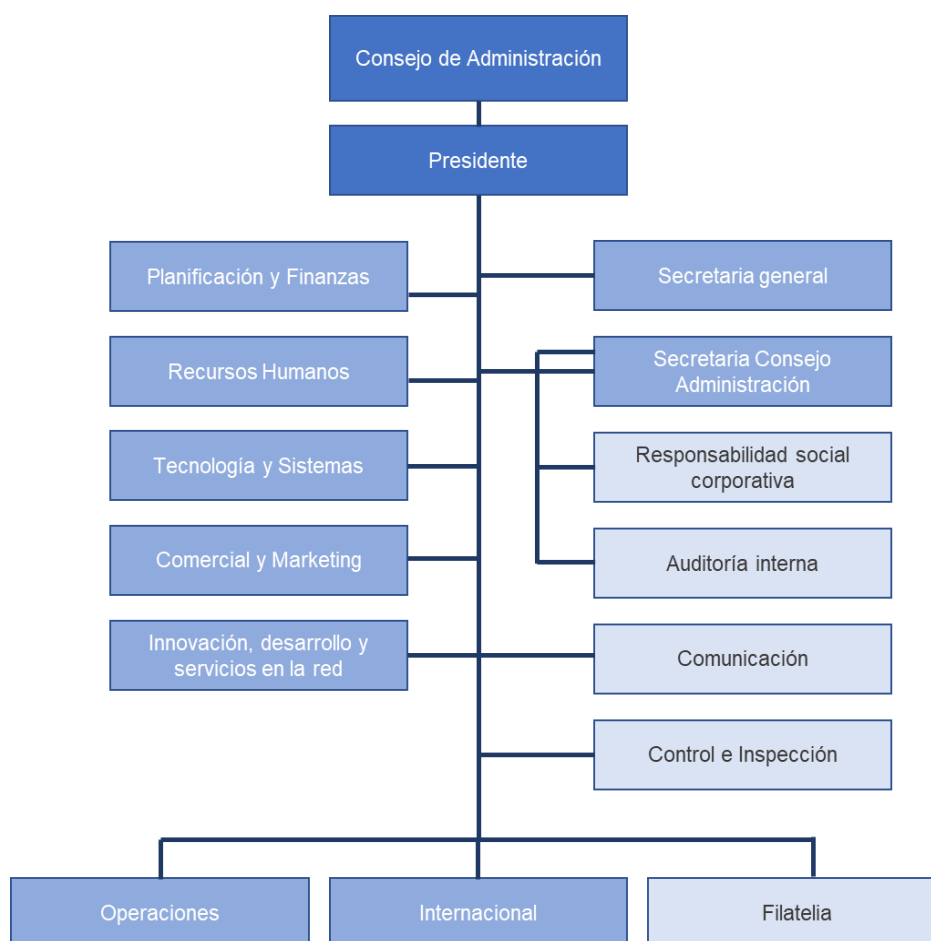 Consejo de Administración
Presidente
Planificación y Finanzas
Secretaria general
Recursos Humanos
Secretaria Consejo
Administración
Tecnología y Sistemas
Responsabilidad social
corporativa
Comercial y Marketing
Auditoría interna
Innovación, desarrollo y
servicios en la red
Comunicación
Control e Inspección
Operaciones
Internacional
Filatelia